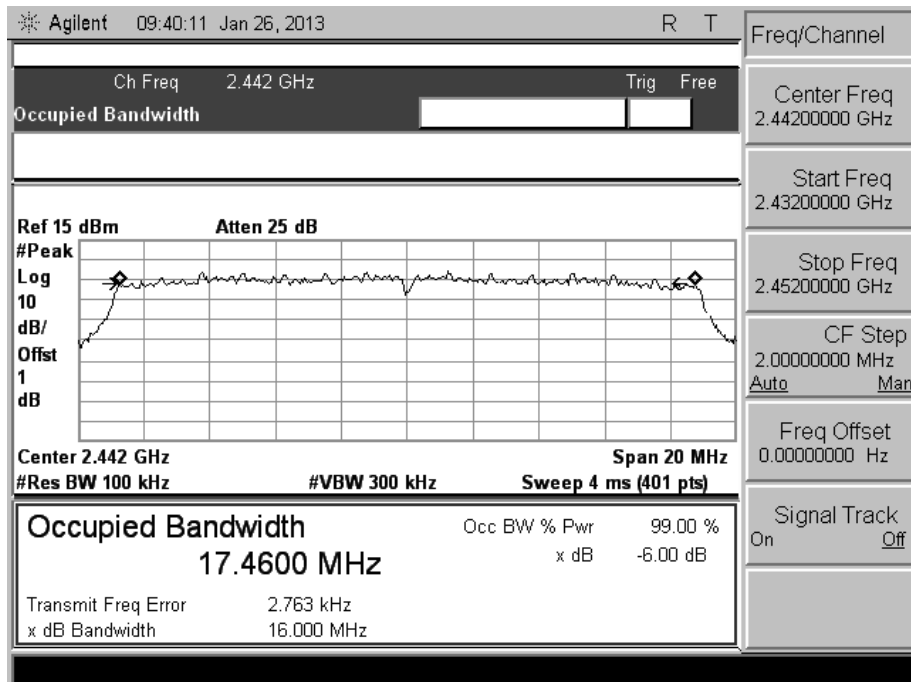 Agilent 09:40:11 Jan 26, 2013 R T
Freq/Channel
Ch Freq 2.442 GHz Trig Free
Occupied Bandwidth
Center Freq
2.44200000 GHz
Start Freq
2.43200000 GHz
Stop Freq
2.45200000 GHz
CF Step
2.00000000 MHz
Auto Man
Freq Offset
0.00000000 Hz
Signal Track
On Off
Ref 15 dBm Atten 25 dB
#Peak
Log
10
dB/
Offst
1
dB
Center 2.442 GHz Span 20 MHz
#Res BW 100 kHz #VBW 300 kHz Sweep 4 ms (401 pts)
Occupied Bandwidth
17.4600 MHz
Occ BW % Pwr 99.00 %
x dB -6.00 dB
Transmit Freq Error 2.763 kHz
x dB Bandwidth 16.000 MHz